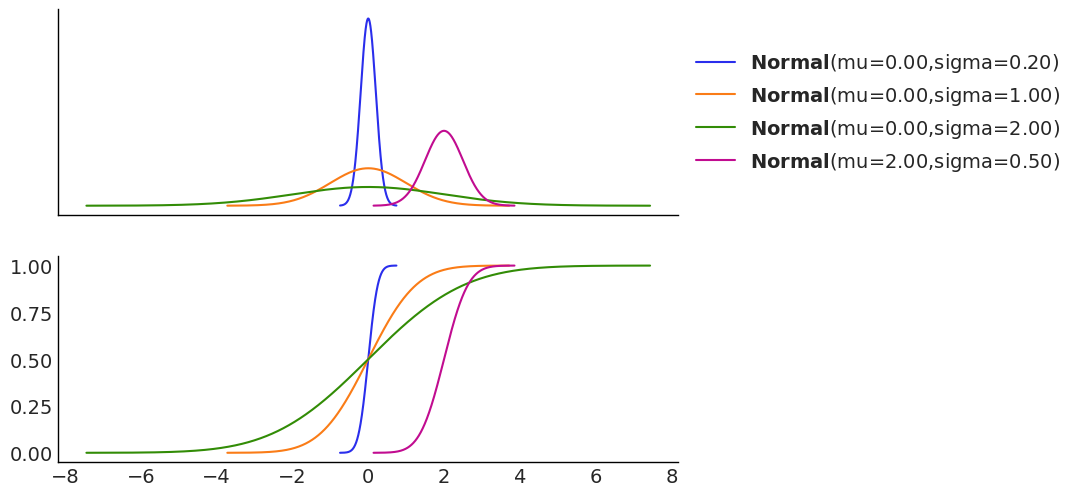 Normal(mu=0.00,sigma=0.20)
Normal(mu=0.00,sigma=1.00)
Normal(mu=0.00,sigma=2.00)
Normal(mu=2.00,sigma=0.50)
1.00
0.75
0.50
0.25
0.00
−8 −6 −4 −2 0 2 4 6 8